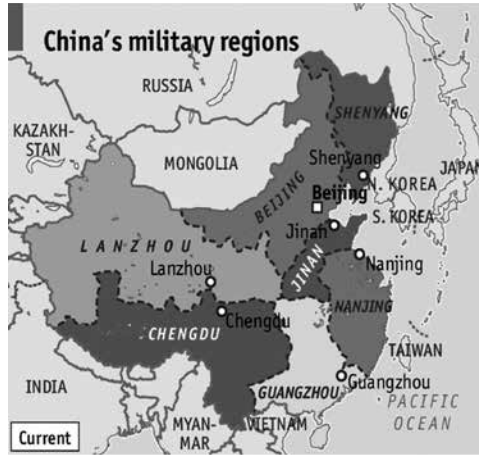 China's military regions
RUSSIA
SHENYANG
KAZAKH-
STAN
MONGOLIA
Shenyang
JAPAN
BEIJING
Beijing
N. KOREA
S. KOREA
Jinan
LANZHOU
Lanzhou
JINAN
Nanjing
NANJING
Chengdu
CHENGDU
TAIWAN
INDIA
GUANGZHOU
Guangzhou
PACIFIC
OCEAN
MYAN-
MAR
VIETNAM
Current